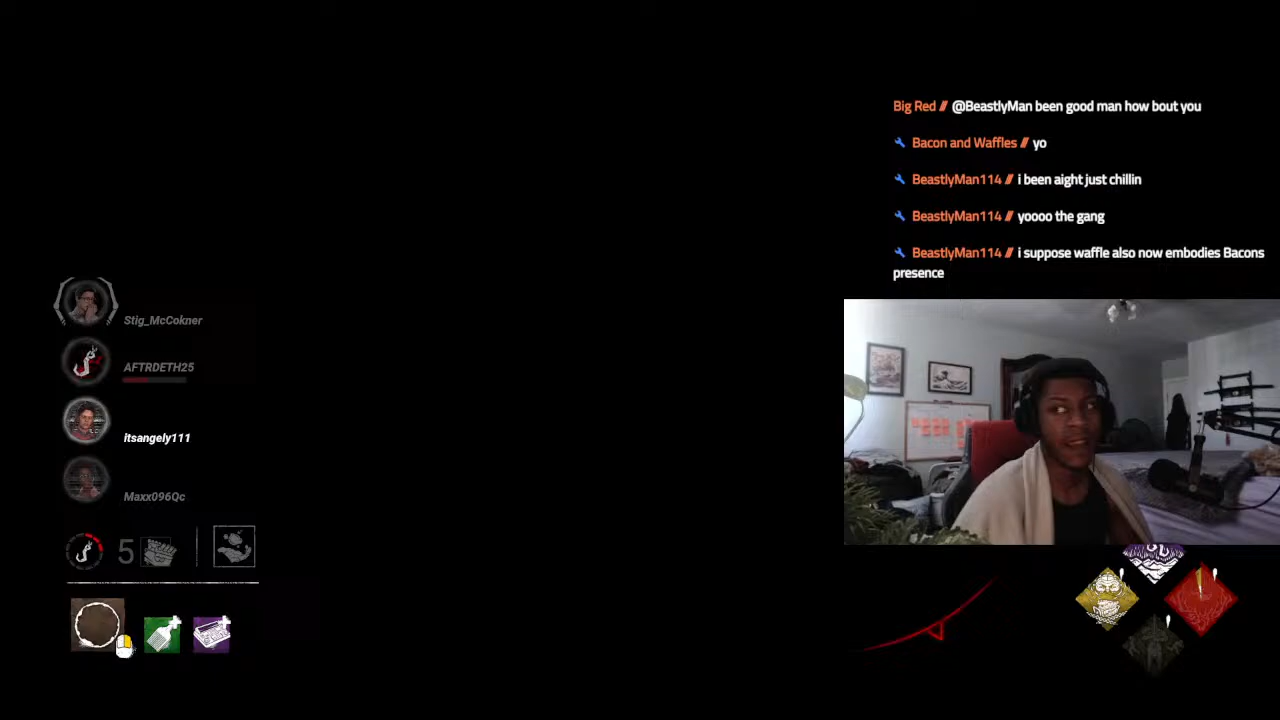 Big Red // @BeastlyMan been good man how bout you
Bacon and Waffles // yo
BeastlyMan114 // i been aight just chillin
BeastlyMan114 // yoooo the gang
BeastlyMan114 // i suppose waffle also now embodies Bacons
presence
Stig_McCokner
AFTRDETH25
itsangely111
Maxx096Qc
5